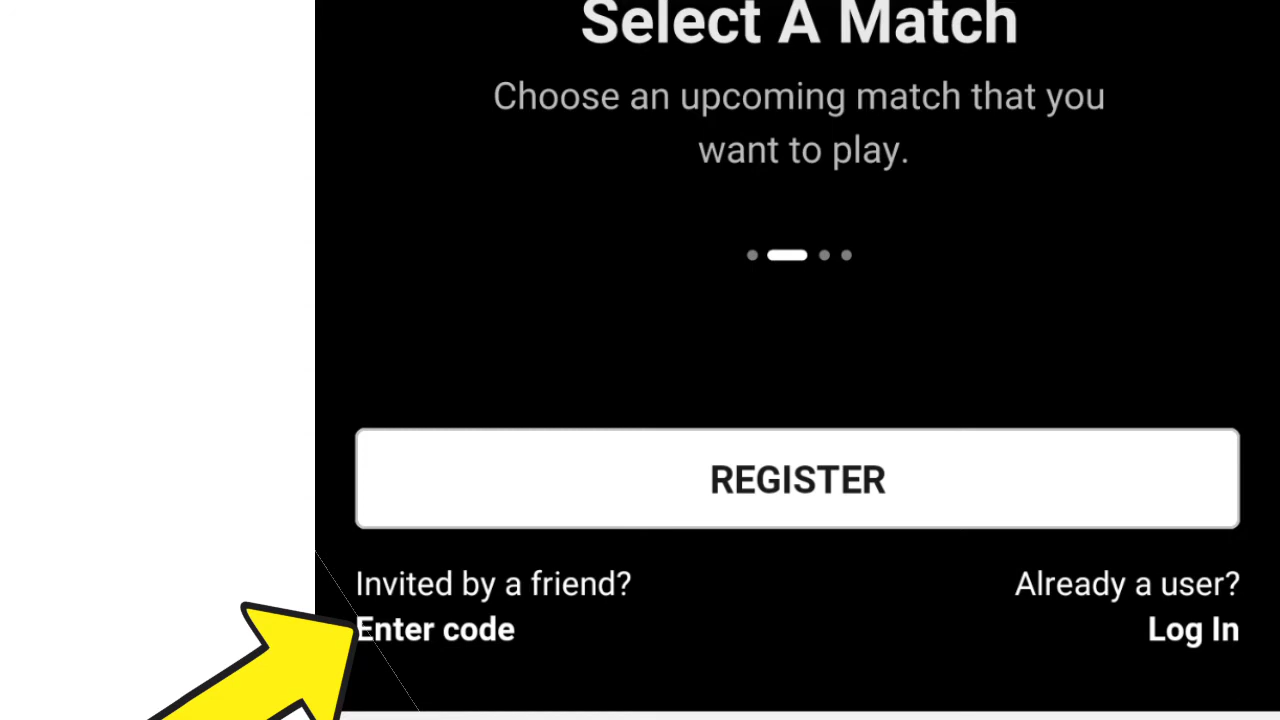 Select A Match
Choose an upcoming match that you
want to play.
REGISTER
Invited by a friend?
Enter code
Already a user?
Log In